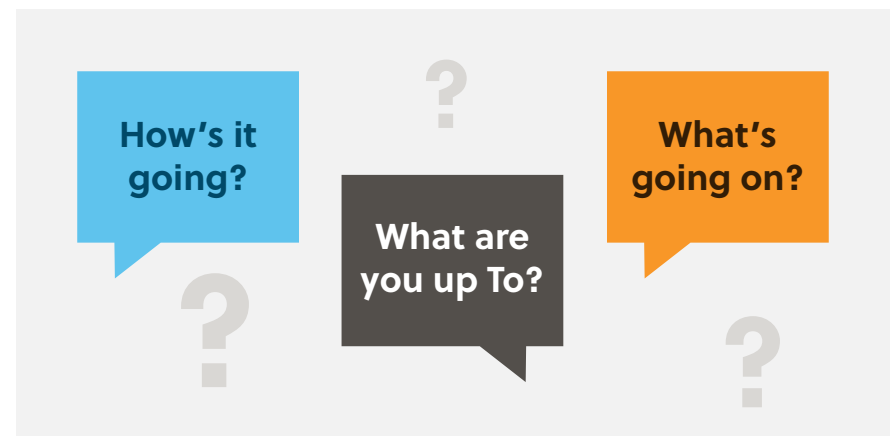 How's it
going?
?
What are
you up To?
What's
going on?
?
?